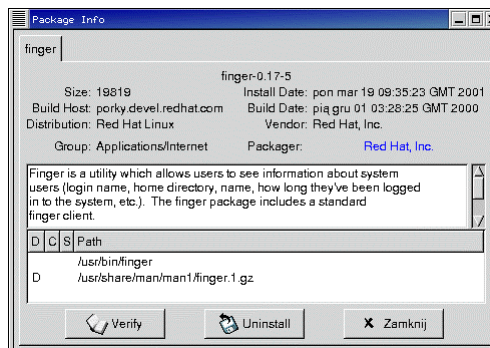 Package Info
finger
finger-0.17-5
Size: 19819 Install Date: pon mar 19 09:35:23 GMT 2001
Build Host: porky.devel.redhat.com Build Date: pią gru 01 03:28:25 GMT 2000
Distribution: Red Hat Linux Vendor: Red Hat, Inc.
Group: Applications/Internet Packager: Red Hat, Inc.
Finger is a utility which allows users to see information about system
users (login name, home directory, name, how long they've been logged
in to the system, etc.). The finger package includes a standard
finger client.
D C S Path
/usr/bin/finger
D /usr/share/man/man1/finger.1.gz
Verify Uninstall Zamknij